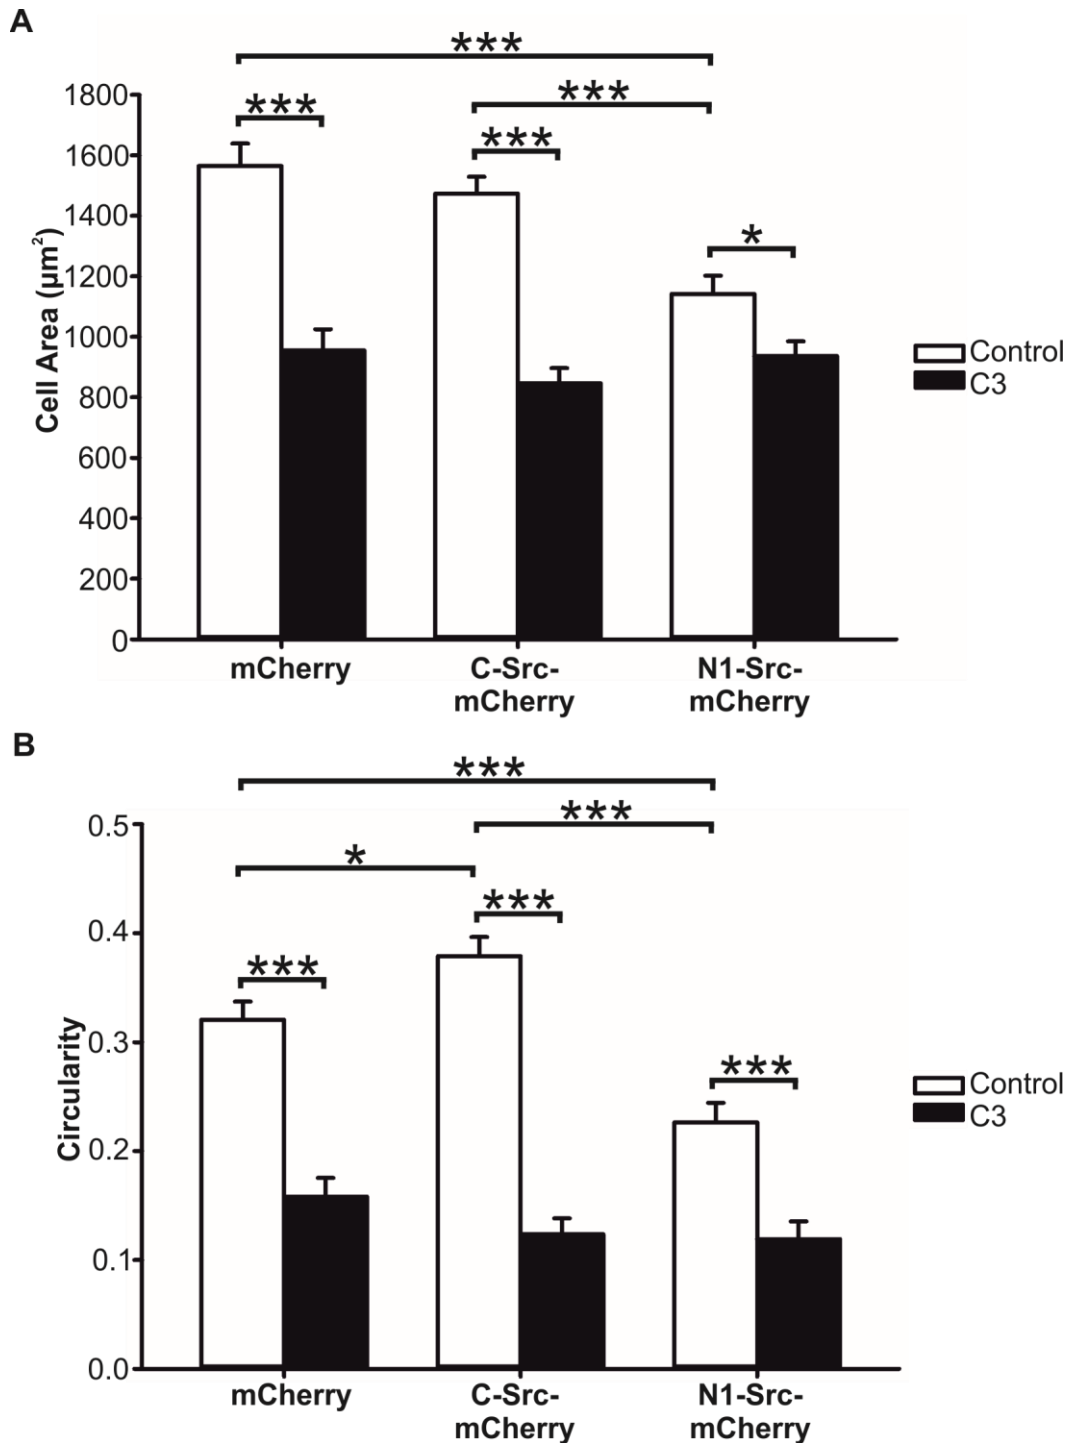 A
***
***
***
***
*
1800
1600
1400
1200
1000
800
600
400
200
0
Cell Area (µm²)
mCherry
C-Src-
mCherry
N1-Src-
mCherry
Control
C3
B
***
***
*
***
***
***
0.5
0.4
0.3
0.2
0.1
0.0
Circularity
mCherry
C-Src-
mCherry
N1-Src-
mCherry
Control
C3